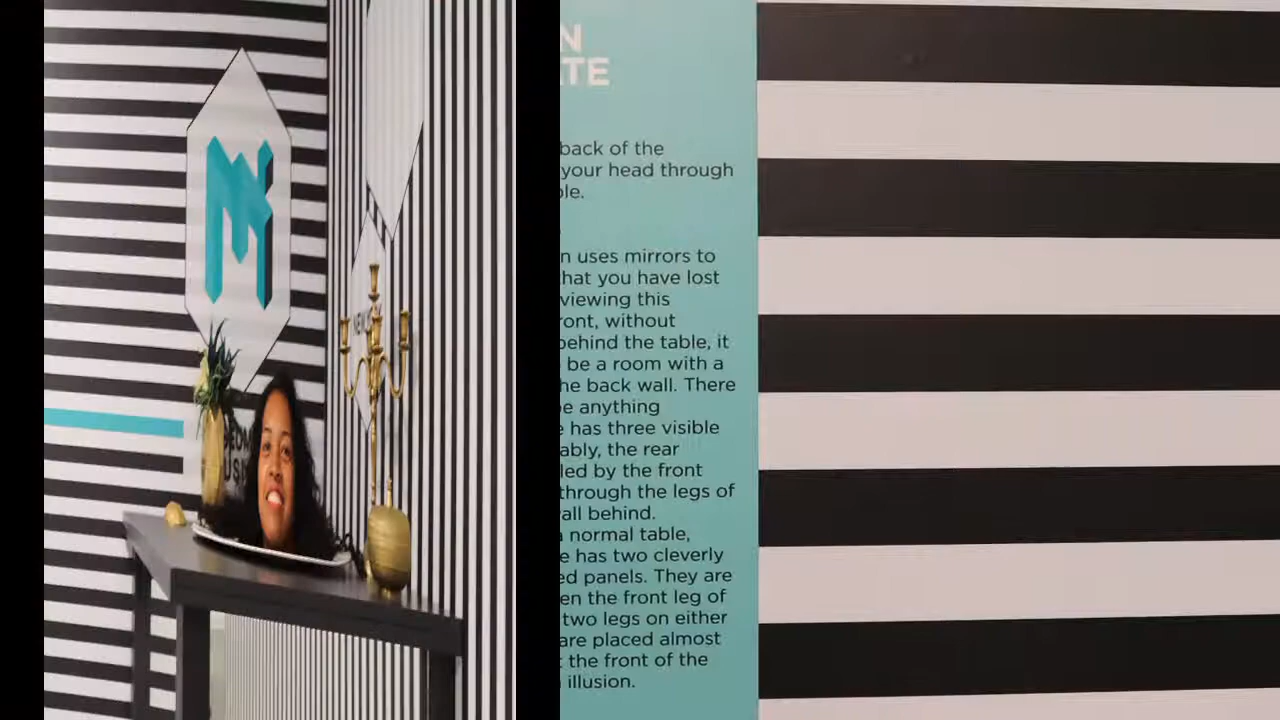 N
TE
back of the
your head through
n uses mirrors to
that you have lost
viewing this
ront, without
behind the table, it
be a room with a
he back wall. There
e anything
e has three visible
ably, the rear
led by the front
through the legs of
all behind.
normal table,
e has two cleverly
ed panels. They are
en the front leg of
two legs on either
are placed almost
the front of the
illusion.